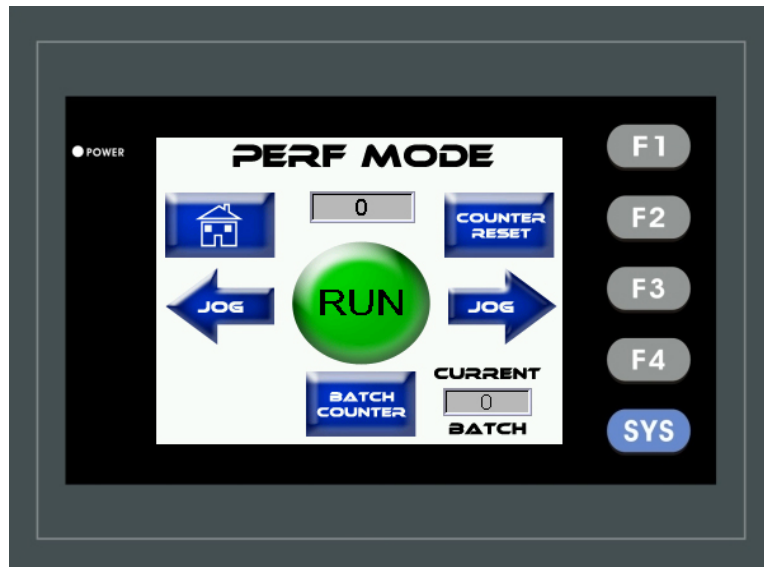 POWER
PERF MODE
0
COUNTER
RESET
JOG
RUN
JOG
BATCH
COUNTER
CURRENT
0
BATCH
F1
F2
F3
F4
SYS